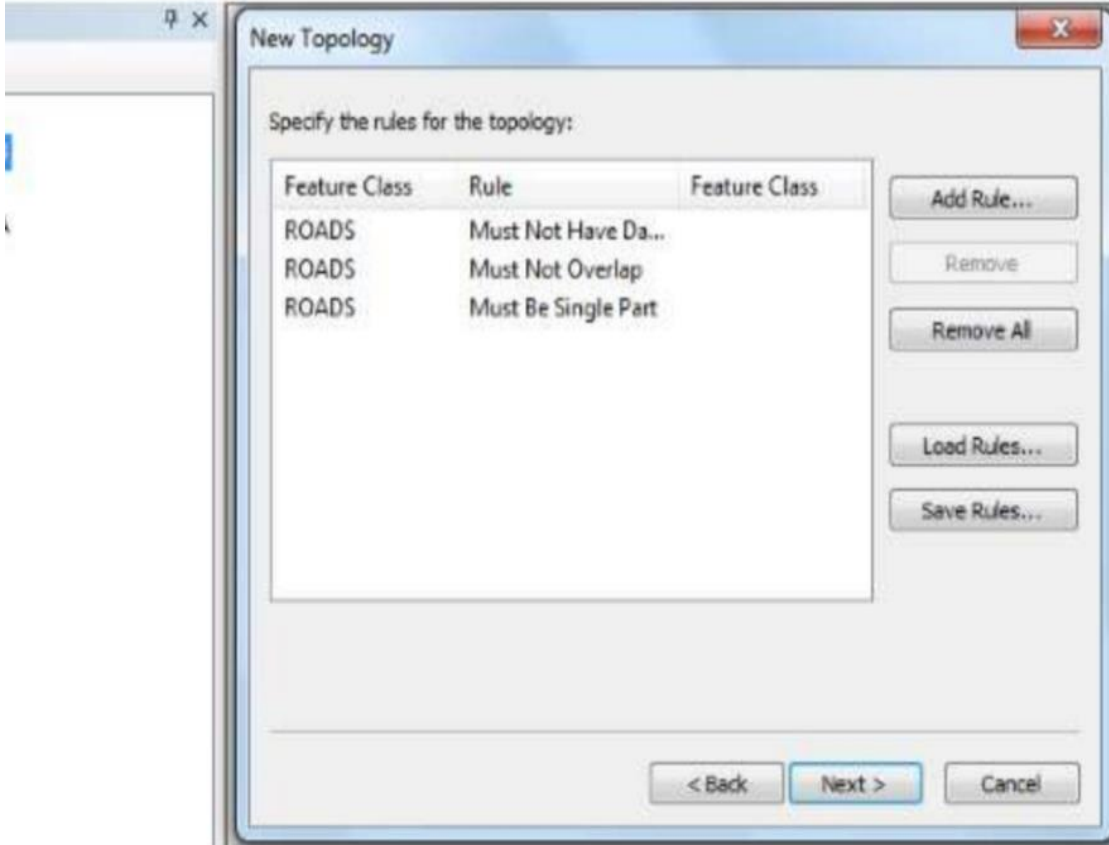 New Topology
Specify the rules for the topology:
Feature Class Rule Feature Class
ROADS Must Not Have Da...
ROADS Must Not Overlap
ROADS Must Be Single Part
Add Rule...
Remove
Remove All
Load Rules...
Save Rules...
< Back Next > Cancel